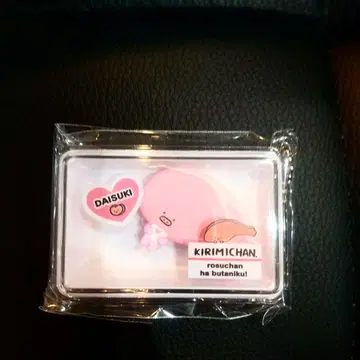 DAISUKI
KIRIMICHAN.
rosuchan
ha butaniku!